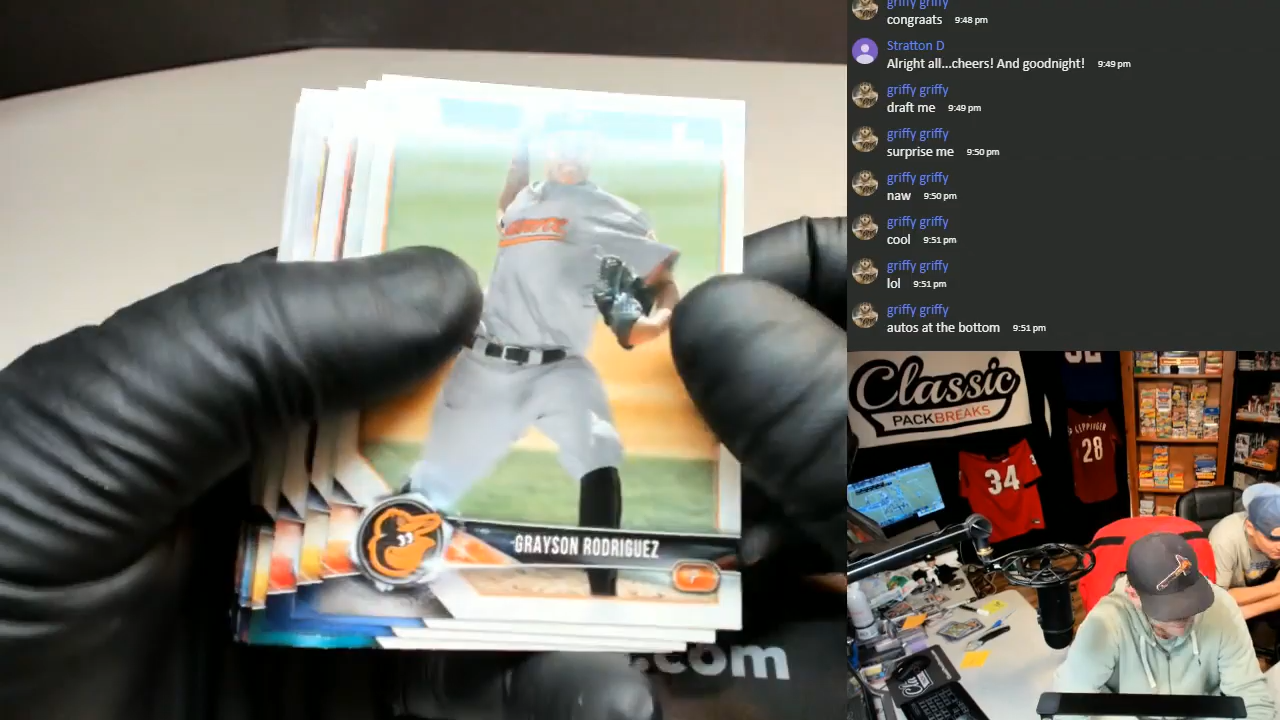 griffy griffy
congraats 9:48 pm
Stratton D
Alright all...cheers! And goodnight! 9:49 pm
griffy griffy
draft me 9:49 pm
griffy griffy
surprise me 9:50 pm
griffy griffy
naw 9:50 pm
griffy griffy
cool 9:51 pm
griffy griffy
lol 9:51 pm
griffy griffy
autos at the bottom 9:51 pm
GRAYSON RODRIGUEZ
P
.com
Classic
PACKBREAKS
34
LEPPINGER
28